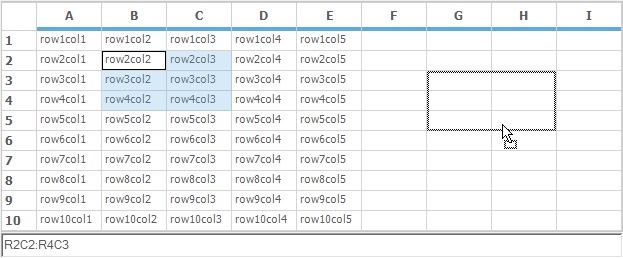 A B C D E F G H I
1 row1col1 row1col2 row1col3 row1col4 row1col5
2 row2col1 row2col2 row2col3 row2col4 row2col5
3 row3col1 row3col2 row3col3 row3col4 row3col5
4 row4col1 row4col2 row4col3 row4col4 row4col5
5 row5col1 row5col2 row5col3 row5col4 row5col5
6 row6col1 row6col2 row6col3 row6col4 row6col5
7 row7col1 row7col2 row7col3 row7col4 row7col5
8 row8col1 row8col2 row8col3 row8col4 row8col5
9 row9col1 row9col2 row9col3 row9col4 row9col5
10 row10col1 row10col2 row10col3 row10col4 row10col5
R2C2:R4C3